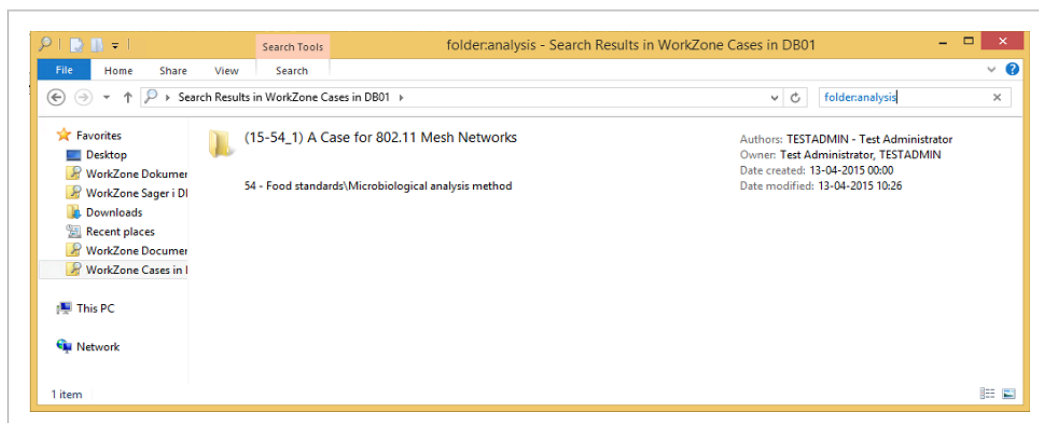 Search Tools
folder:analysis - Search Results in WorkZone Cases in DB01
File Home Share View Search
Search Results in WorkZone Cases in DB01
folder:analysis
Favorites
Desktop
WorkZone Dokumer
WorkZone Sager i DI
Downloads
Recent places
WorkZone Documer
WorkZone Cases in I
This PC
Network
(15-54_1) A Case for 802.11 Mesh Networks
54 - Food standards\Microbiological analysis method
Authors: TESTADMIN - Test Administrator
Owner: Test Administrator, TESTADMIN
Date created: 13-04-2015 00:00
Date modified: 13-04-2015 10:26
1 item